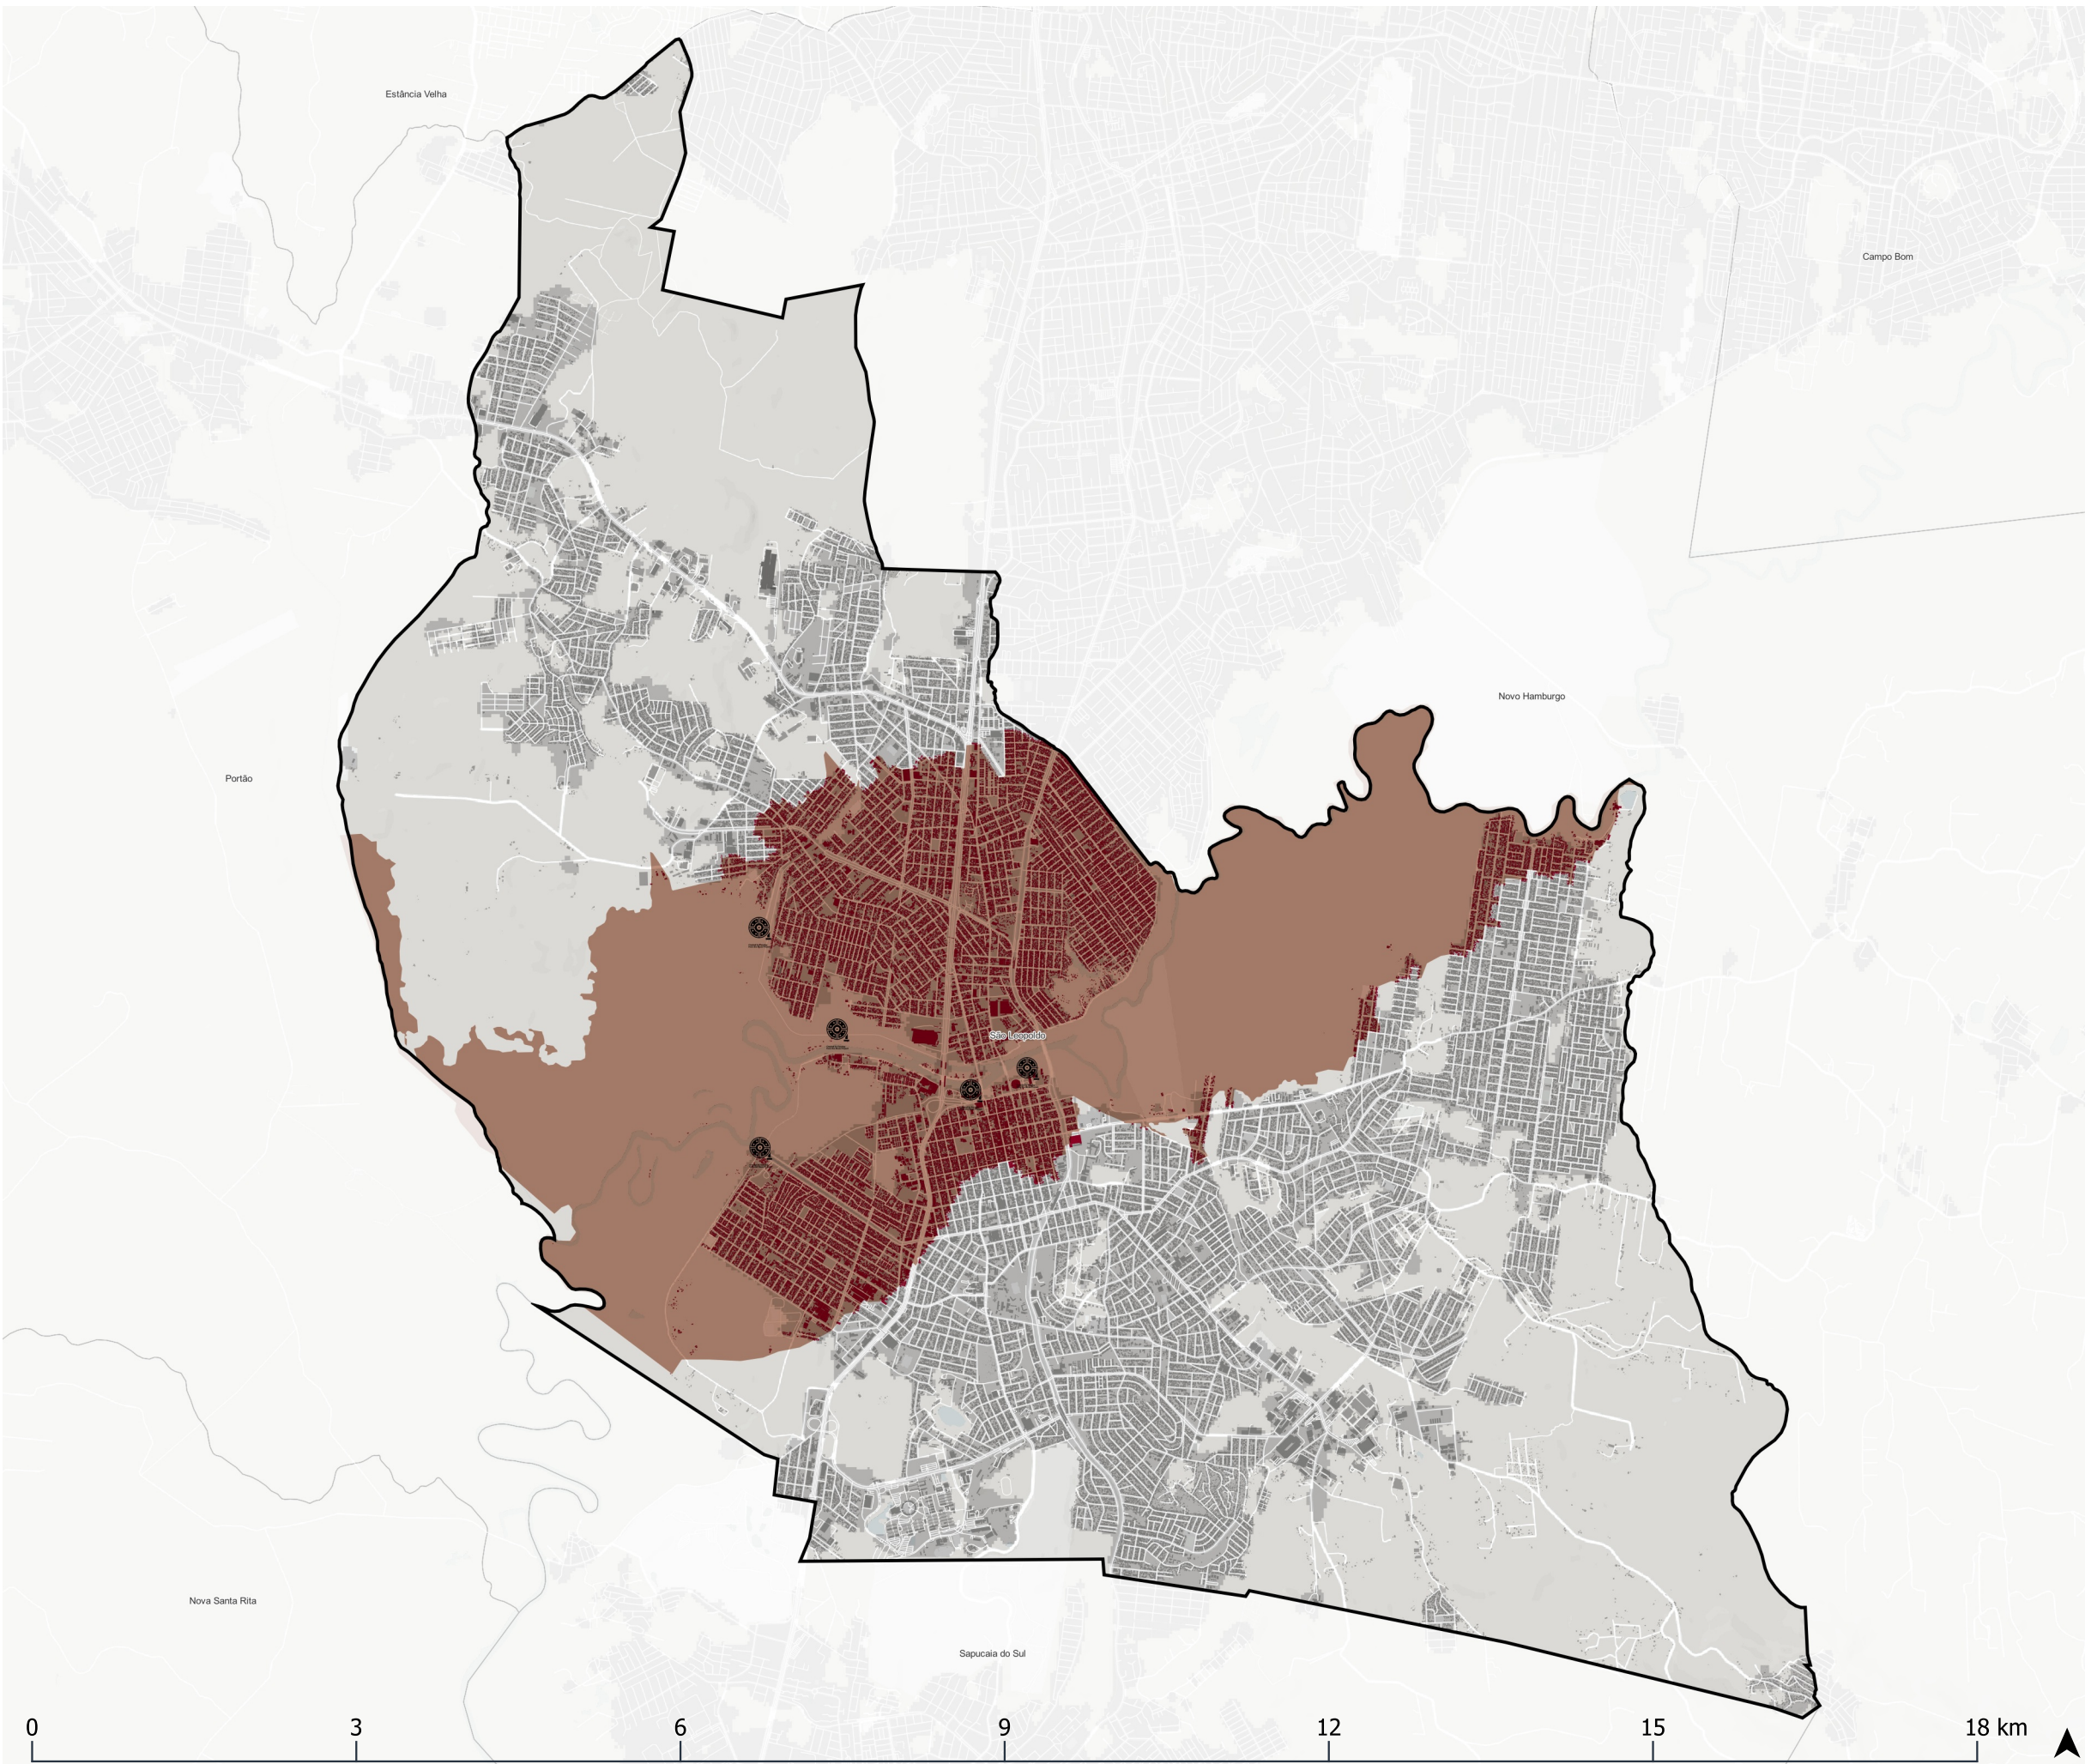 Estância Velha
Campo Bom
Novo Hamburgo
Portão
São Leopoldo
Nova Santa Rita
Sapucaia do Sul
0 3 6 9 12 15 18 km